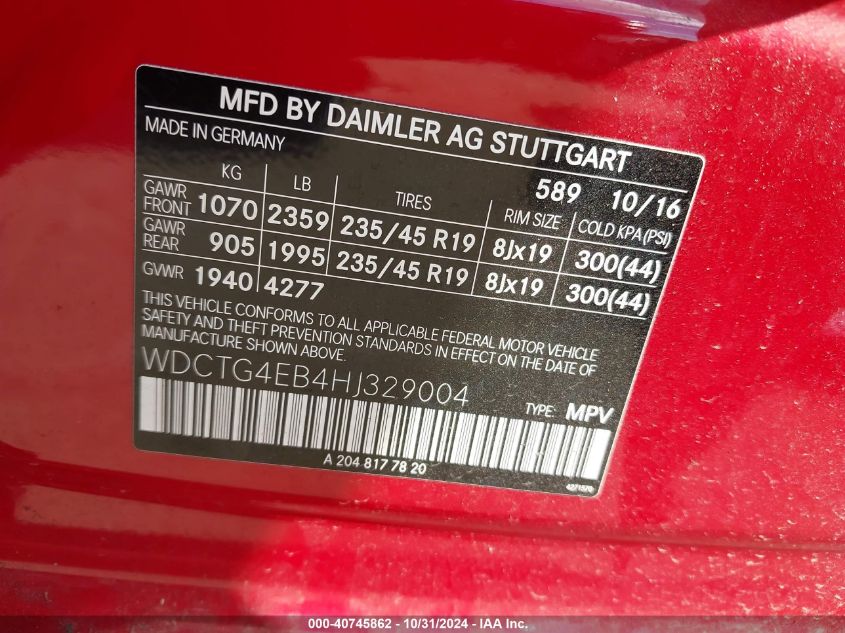 MFD BY DAIMLER AG STUTTGART
MADE IN GERMANY 589 10/16
KG LB TIRES RIM SIZE COLD KPA(PSI)
GAWR FRONT 1070 2359 235/45 R19 8Jx19 300(44)
GAWR REAR 905 1995 235/45 R19 8Jx19 300(44)
GVWR 1940 4277
THIS VEHICLE CONFORMS TO ALL APPLICABLE FEDERAL MOTOR VEHICLE
SAFETY AND THEFT PREVENTION STANDARDS IN EFFECT ON THE DATE OF
MANUFACTURE SHOWN ABOVE.
WDCTG4EB4HJ329004
TYPE: MPV
A 204 817 78 20
4271570
000-40745862 - 10/31/2024 - IAA Inc.